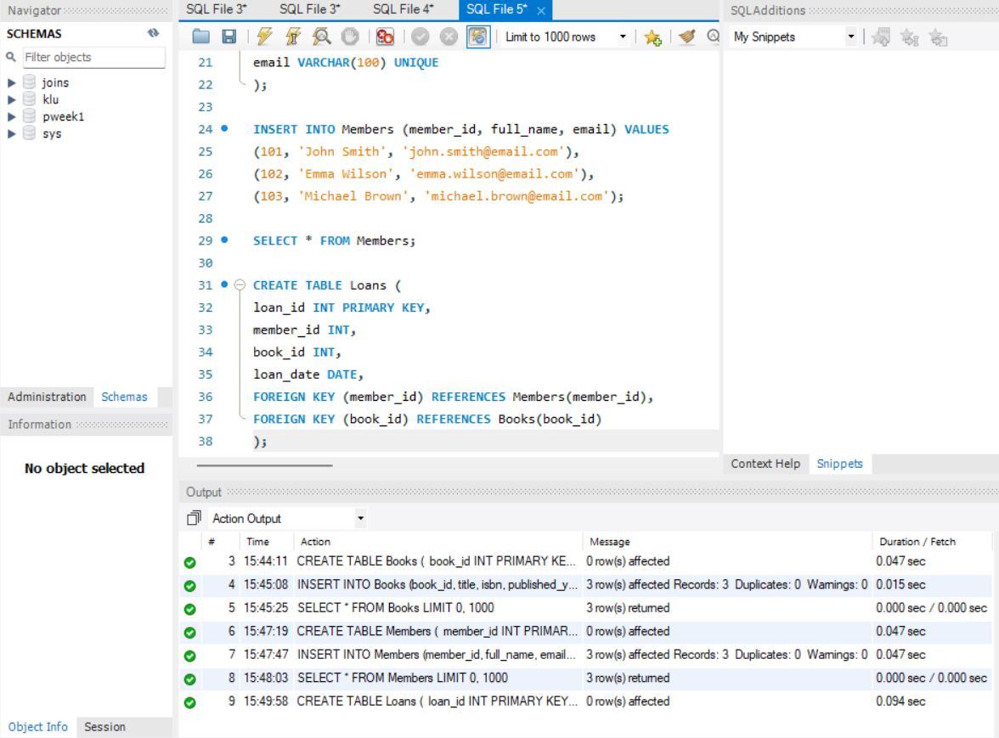 Navigator
SCHEMAS
Filter objects
joins
klu
pweek1
sys
Administration Schemas
Information
No object selected
Object Info Session
SQL File 3* SQL File 3* SQL File 4* SQL File 5*
Limit to 1000 rows
21 email VARCHAR(100) UNIQUE
22 );
23
24 INSERT INTO Members (member_id, full_name, email) VALUES
25 (101, 'John Smith', 'john.smith@email.com'),
26 (102, 'Emma Wilson', 'emma.wilson@email.com'),
27 (103, 'Michael Brown', 'michael.brown@email.com');
28
29 SELECT * FROM Members;
30
31 CREATE TABLE Loans (
32 loan_id INT PRIMARY KEY,
33 member_id INT,
34 book_id INT,
35 loan_date DATE,
36 FOREIGN KEY (member_id) REFERENCES Members(member_id),
37 FOREIGN KEY (book_id) REFERENCES Books(book_id)
38 );
SQLAdditions
My Snippets
Context Help Snippets
Output
Action Output
# Time Action Message Duration / Fetch
3 15:44:11 CREATE TABLE Books ( book_id INT PRIMARY KE... 0 row(s) affected 0.047 sec
4 15:45:08 INSERT INTO Books (book_id, title, isbn, published_y... 3 row(s) affected Records: 3 Duplicates: 0 Warnings: 0 0.015 sec
5 15:45:25 SELECT * FROM Books LIMIT 0, 1000 3 row(s) returned 0.000 sec / 0.000 sec
6 15:47:19 CREATE TABLE Members ( member_id INT PRIMAR... 0 row(s) affected 0.047 sec
7 15:47:47 INSERT INTO Members (member_id, full_name, email... 3 row(s) affected Records: 3 Duplicates: 0 Warnings: 0 0.047 sec
8 15:48:03 SELECT * FROM Members LIMIT 0, 1000 3 row(s) returned 0.000 sec / 0.000 sec
9 15:49:58 CREATE TABLE Loans ( loan_id INT PRIMARY KEY... 0 row(s) affected 0.094 sec